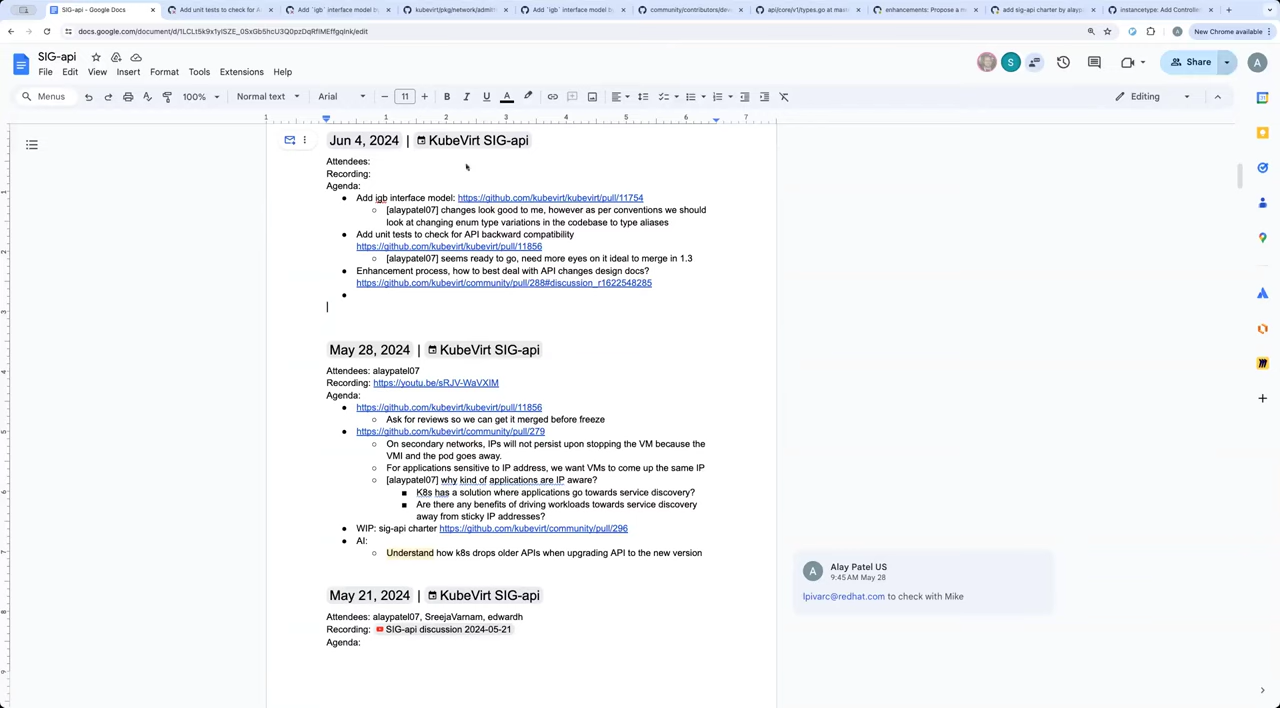 SIG-api - Google Docs
Add unit tests to check for A
Add `igb` interface model by
kubevirt/pkg/network/admitt
Add `igb` interface model by
community/contributors/deve
api/core/v1/types.go at mast
enhancements: Propose a m
add sig-api charter by alayp
instancetype: Add Controller
docs.google.com/document/d/1LCLt5k9x1yISZE_0SxGb5hcU3Q0pzDqRfIMEffgqInk/edit
New Chrome available
SIG-api
File Edit View Insert Format Tools Extensions Help
S
Share
A
Menus
100%
Normal text
Arial
11
Editing
Jun 4, 2024 | KubeVirt SIG-api
Attendees:
Recording:
Agenda:
Add igb interface model: https://github.com/kubevirt/kubevirt/pull/11754
[alaypatel07] changes look good to me, however as per conventions we should
look at changing enum type variations in the codebase to type aliases
Add unit tests to check for API backward compatibility
https://github.com/kubevirt/kubevirt/pull/11856
[alaypatel07] seems ready to go, need more eyes on it ideal to merge in 1.3
Enhancement process, how to best deal with API changes design docs?
https://github.com/kubevirt/community/pull/288#discussion_r1622548285
May 28, 2024 | KubeVirt SIG-api
Attendees: alaypatel07
Recording: https://youtu.be/sRJV-WaVXIM
Agenda:
https://github.com/kubevirt/kubevirt/pull/11856
Ask for reviews so we can get it merged before freeze
https://github.com/kubevirt/community/pull/279
On secondary networks, IPs will not persist upon stopping the VM because the
VMI and the pod goes away.
For applications sensitive to IP address, we want VMs to come up the same IP
[alaypatel07] why kind of applications are IP aware?
K8s has a solution where applications go towards service discovery?
Are there any benefits of driving workloads towards service discovery
away from sticky IP addresses?
WIP: sig-api charter https://github.com/kubevirt/community/pull/296
AI:
Understand how k8s drops older APIs when upgrading API to the new version
A
Alay Patel US
9:45 AM May 28
lpivarc@redhat.com to check with Mike
May 21, 2024 | KubeVirt SIG-api
Attendees: alaypatel07, SreejaVarnam, edwardh
Recording: SIG-api discussion 2024-05-21
Agenda: